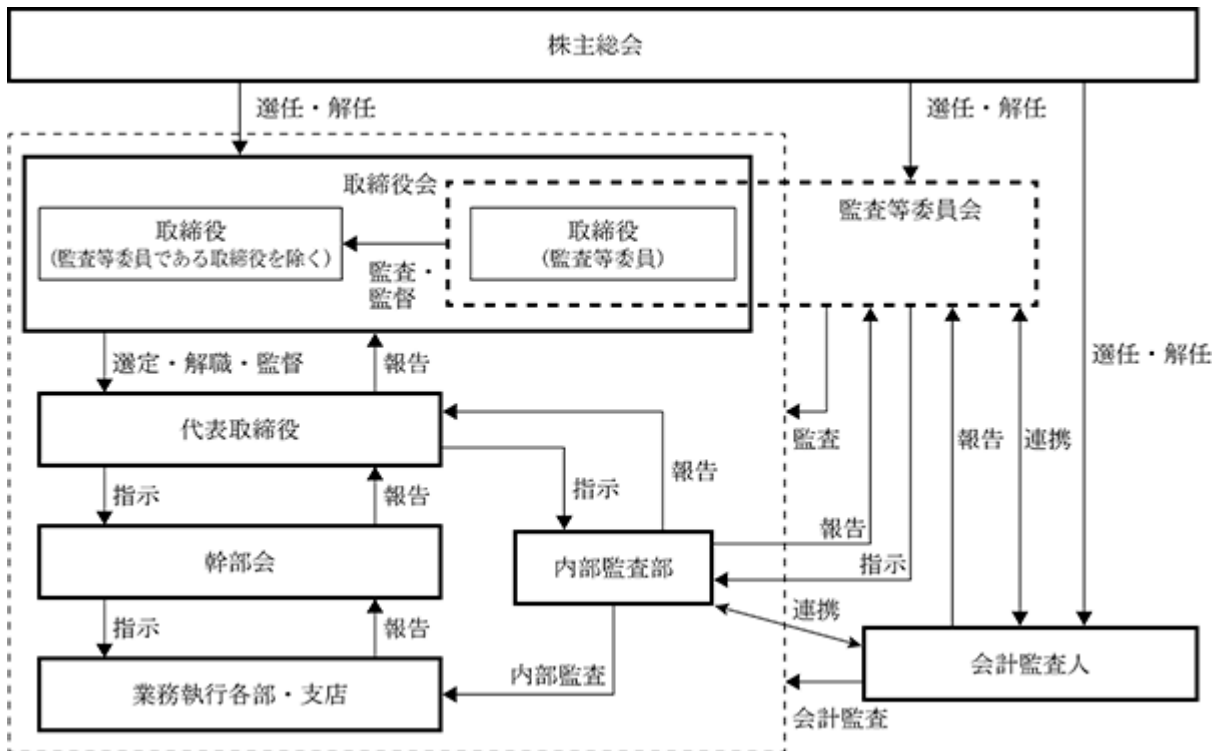 株主総会
選任・解任
選任・解任
取締役会
監査等委員会
取締役
(監査等委員である取締役を除く)
取締役
(監査等委員)
監査・
監督
選任・解任
選定・解職・監督
報告
代表取締役
監査
報告
連携
報告
指示
指示
報告
幹部会
内部監査部
報告
指示
指示
報告
連携
業務執行各部・支店
内部監査
会計監査人
会計監査